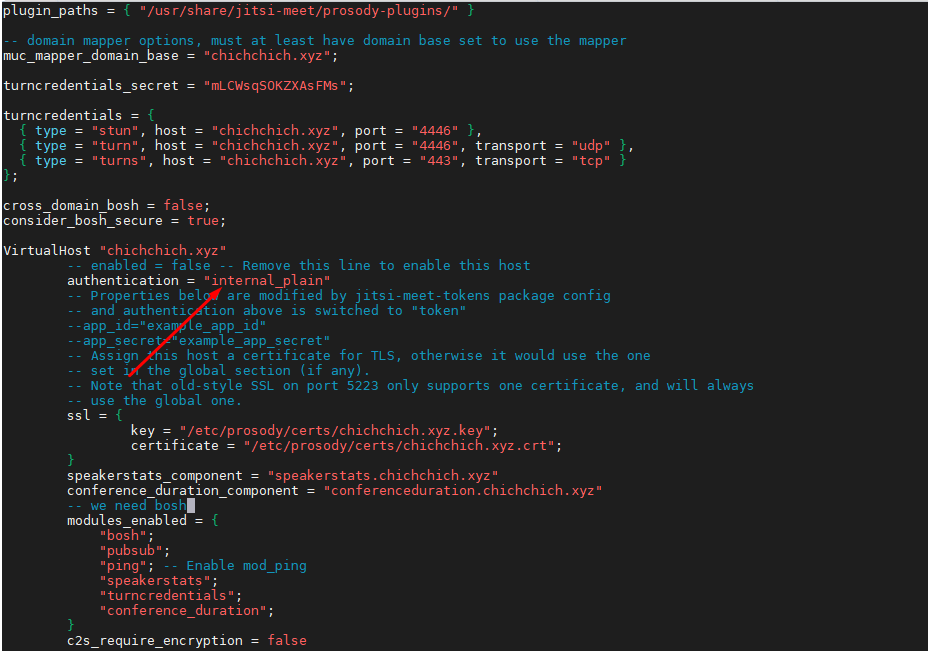 plugin_paths = { "/usr/share/jitsi-meet/prosody-plugins/" }
-- domain mapper options, must at least have domain base set to use the mapper
muc_mapper_domain_base = "chichchich.xyz";
turncredentials_secret = "mLCWsqSOKZXAsFMs";
turncredentials = {
  { type = "stun", host = "chichchich.xyz", port = "4446" },
  { type = "turn", host = "chichchich.xyz", port = "4446", transport = "udp" },
  { type = "turns", host = "chichchich.xyz", port = "443", transport = "tcp" }
};
cross_domain_bosh = false;
consider_bosh_secure = true;
VirtualHost "chichchich.xyz"
        -- enabled = false -- Remove this line to enable this host
        authentication = "internal_plain"
        -- Properties below are modified by jitsi-meet-tokens package config
        -- and authentication above is switched to "token"
        --app_id="example_app_id"
        --app_secret="example_app_secret"
        -- Assign this host a certificate for TLS, otherwise it would use the one
        -- set in the global section (if any).
        -- Note that old-style SSL on port 5223 only supports one certificate, and will always
        -- use the global one.
        ssl = {
                key = "/etc/prosody/certs/chichchich.xyz.key";
                certificate = "/etc/prosody/certs/chichchich.xyz.crt";
        }
        speakerstats_component = "speakerstats.chichchich.xyz"
        conference_duration_component = "conferenceduration.chichchich.xyz"
        -- we need bosh
        modules_enabled = {
            "bosh";
            "pubsub";
            "ping"; -- Enable mod_ping
            "speakerstats";
            "turncredentials";
            "conference_duration";
        }
        c2s_require_encryption = false